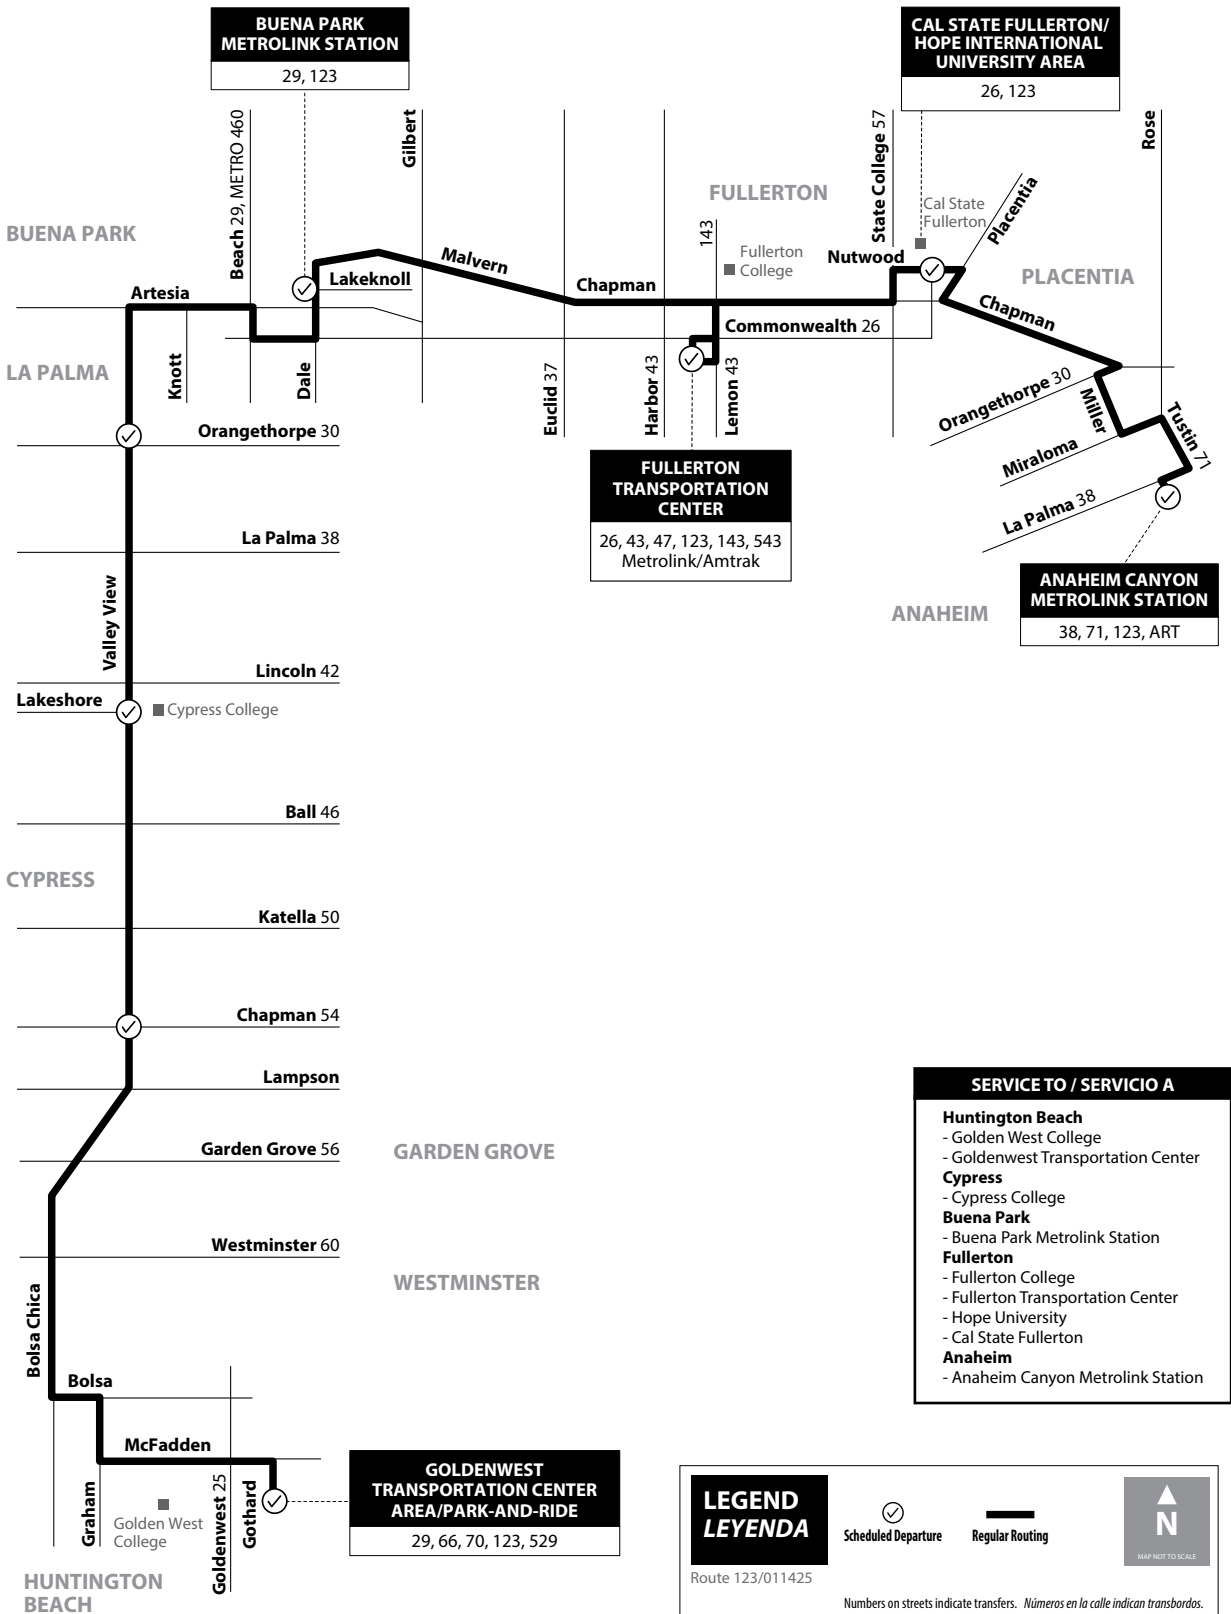 BUENA PARK
METROLINK STATION
29, 123
CAL STATE FULLERTON/
HOPE INTERNATIONAL
UNIVERSITY AREA
26, 123
Beach 29, METRO 460
Gilbert
State College 57
Rose
FULLERTON
BUENA PARK
143
Fullerton
College
Cal State
Fullerton
Placentia
Malvern
Nutwood
PLACENTIA
Lakeknoll
Artesia
Chapman
Chapman
Commonwealth 26
LA PALMA
Knott
Dale
Euclid 37
Harbor 43
Lemon 43
Orangethorpe 30
Miller
Tustin 71
Miraloma
La Palma 38
Orangethorpe 30
FULLERTON
TRANSPORTATION
CENTER
26, 43, 47, 123, 143, 543
Metrolink/Amtrak
La Palma 38
ANAHEIM CANYON
METROLINK STATION
38, 71, 123, ART
ANAHEIM
Valley View
Lincoln 42
Lakeshore
Cypress College
Ball 46
CYPRESS
Katella 50
Chapman 54
Lampson
Garden Grove 56
GARDEN GROVE
Westminster 60
WESTMINSTER
Bolsa Chica
Bolsa
McFadden
Graham
Golden West
College
Goldenwest 25
Gothard
HUNTINGTON
BEACH
GOLDENWEST
TRANSPORTATION CENTER
AREA/PARK-AND-RIDE
29, 66, 70, 123, 529
SERVICE TO / SERVICIO A
Huntington Beach
- Golden West College
- Goldenwest Transportation Center
Cypress
- Cypress College
Buena Park
- Buena Park Metrolink Station
Fullerton
- Fullerton College
- Fullerton Transportation Center
- Hope University
- Cal State Fullerton
Anaheim
- Anaheim Canyon Metrolink Station
LEGEND
LEYENDA
Scheduled Departure
Regular Routing
N
MAP NOT TO SCALE
Route 123/011425
Numbers on streets indicate transfers. Números en la calle indican transbordos.